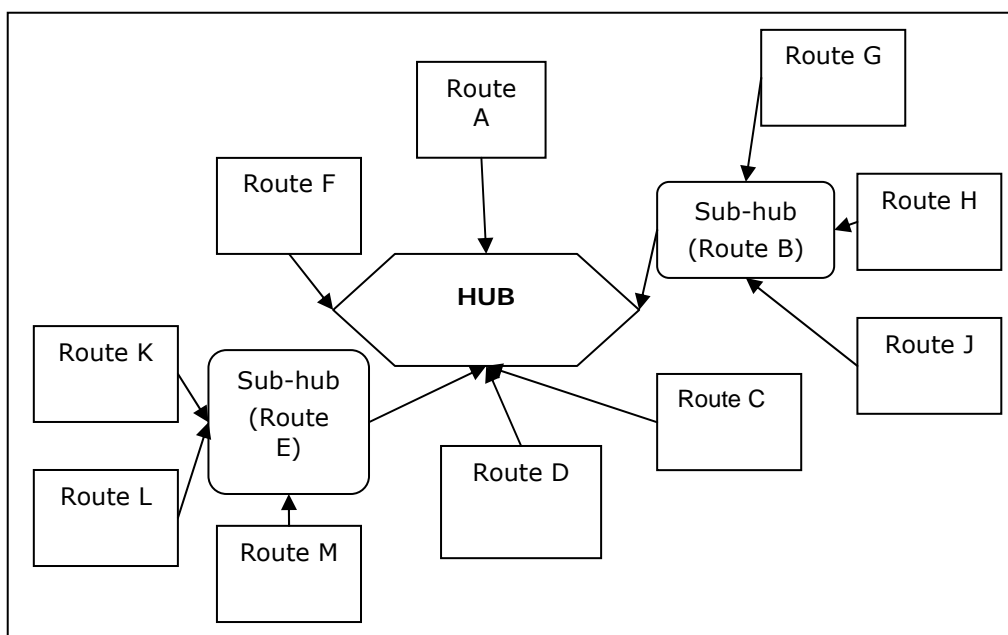 Route G
Route
A
Route F
Route H
Sub-hub
(Route B)
HUB
Route J
Route K
Sub-hub
(Route
E)
Route C
Route D
Route L
Route M